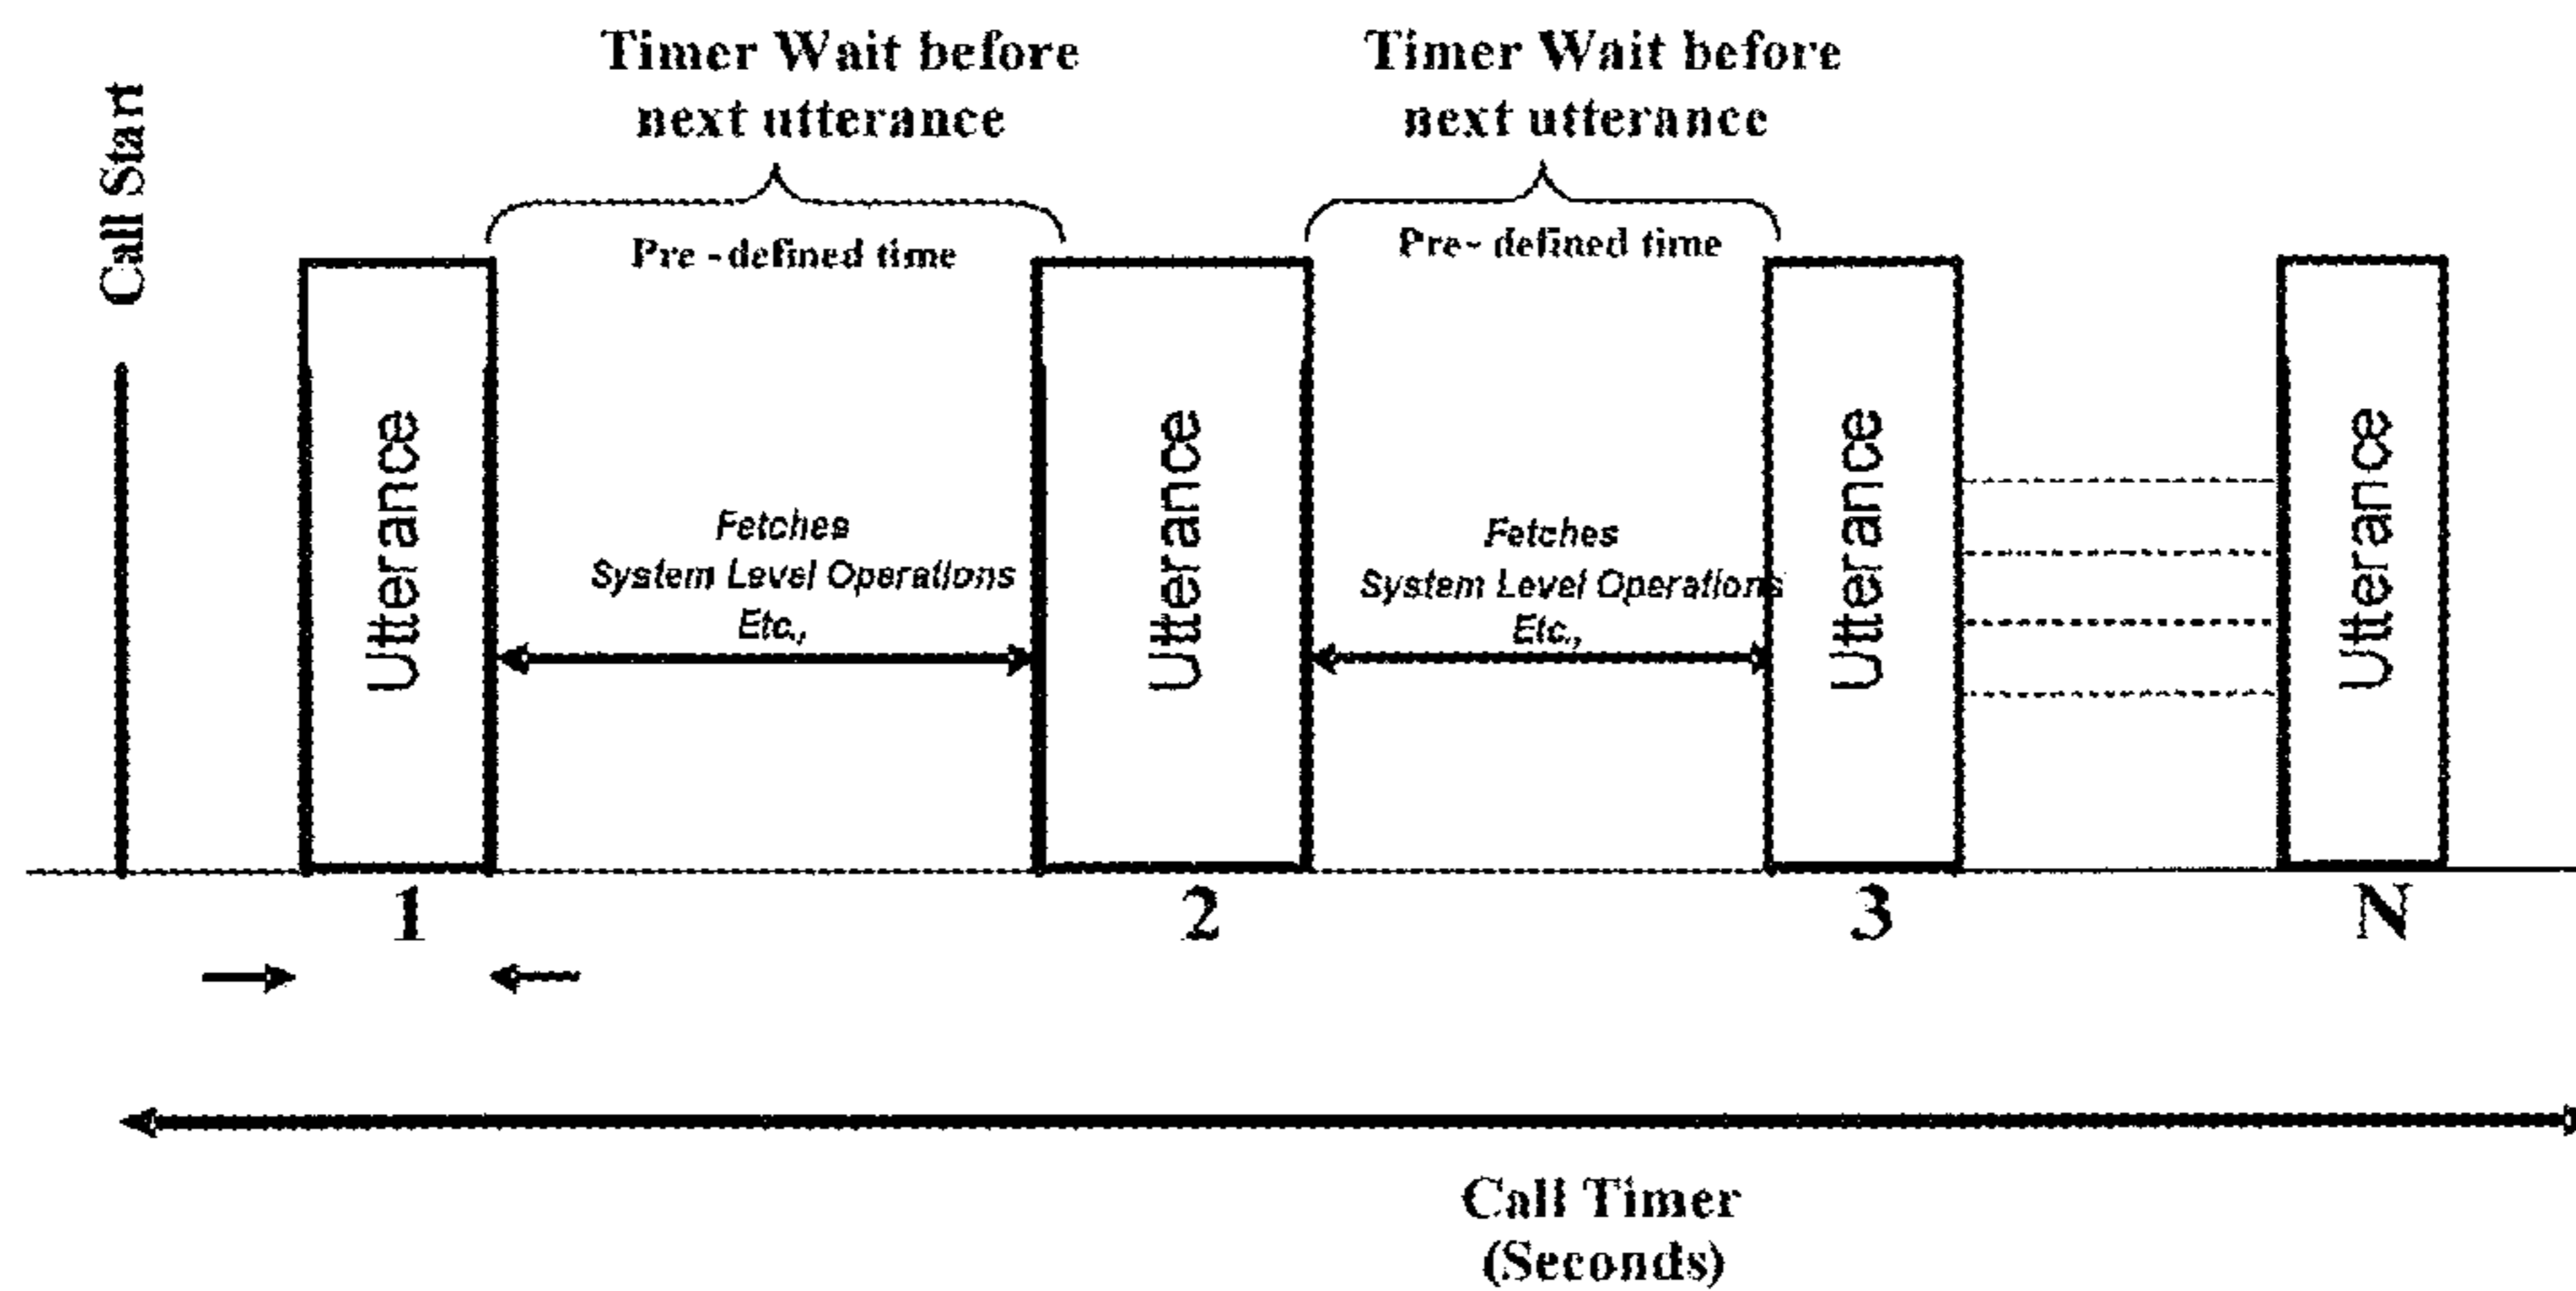 Call Start
Timer Wait before
next utterance
Timer Wait before
next utterance
Pre -defined time
Pre- defined time
Utterance
Fetches
System Level Operations
Etc.,
Utterance
Fetches
System Level Operations
Etc.,
Utterance
Utterance
1
2
3
N
Call Timer
(Seconds)